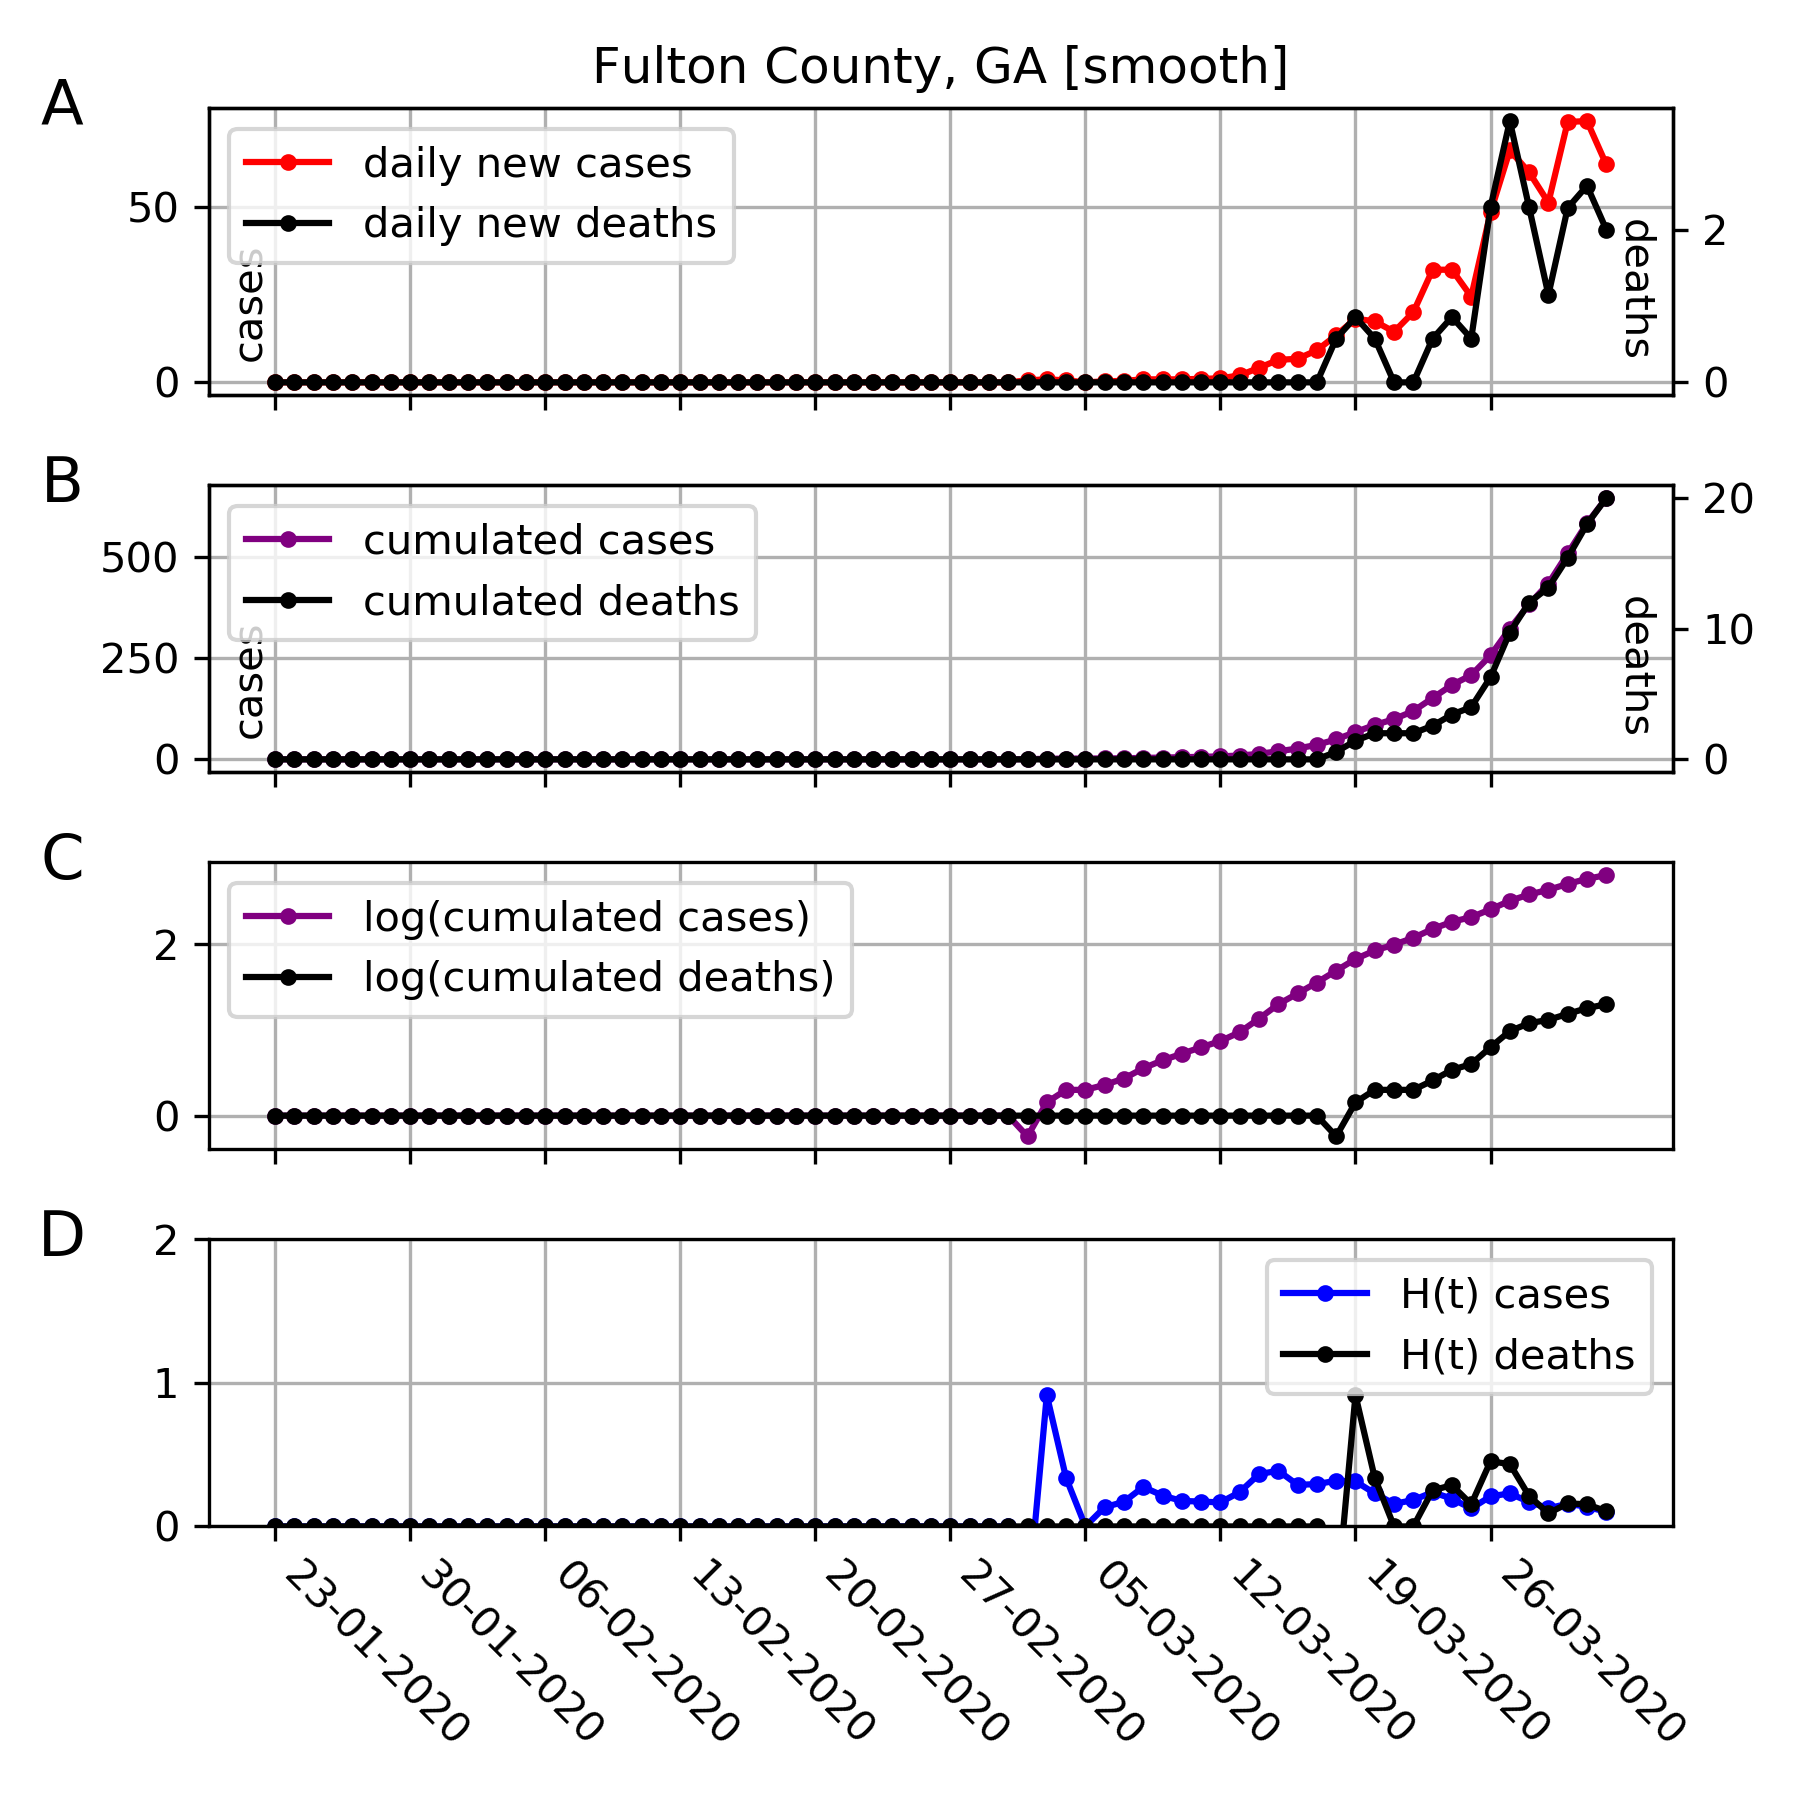 Fulton County, GA [smooth]
A
daily new cases
daily new deaths
50
0
cases
2
0
deaths
B
cumulated cases
cumulated deaths
500
250
0
cases
20
10
0
deaths
C
log(cumulated cases)
log(cumulated deaths)
2
0
D
H(t) cases
H(t) deaths
2
1
0
23-01-2020
30-01-2020
06-02-2020
13-02-2020
20-02-2020
27-02-2020
05-03-2020
12-03-2020
19-03-2020
26-03-2020